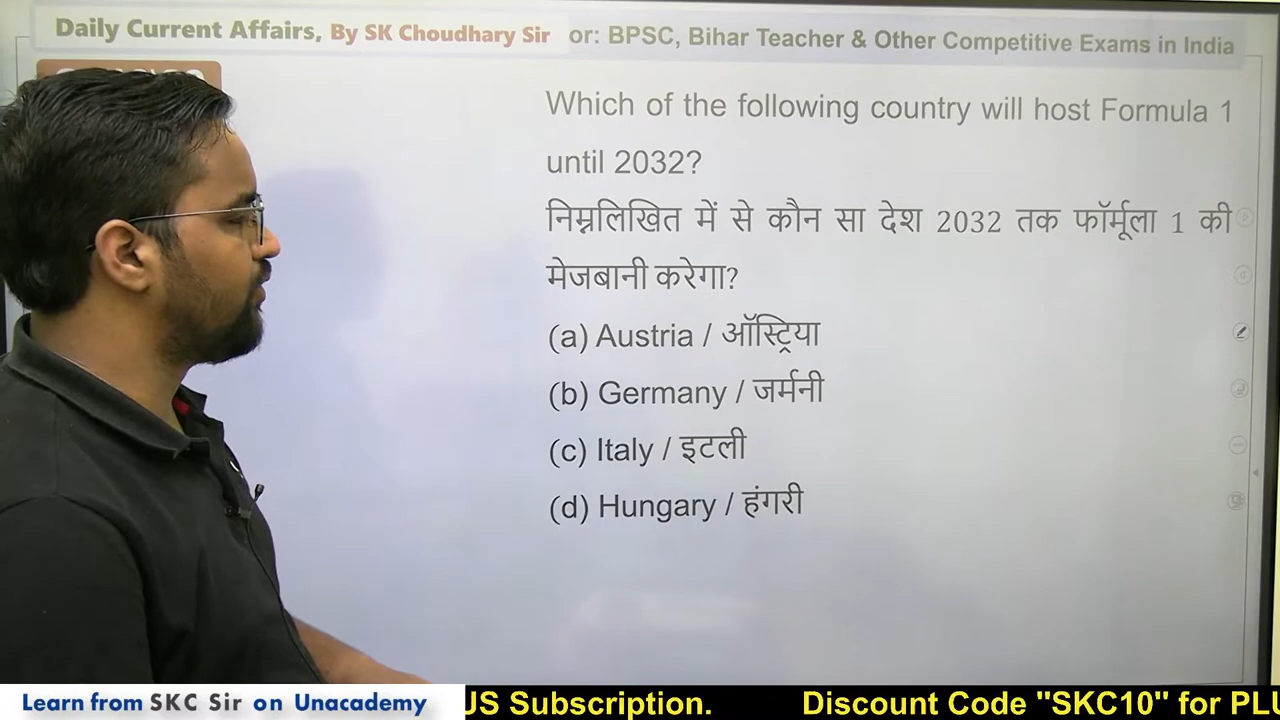 Daily Current Affairs, By SK Choudhary Sir or: BPSC, Bihar Teacher & Other Competitive Exams in India
Which of the following country will host Formula 1
until 2032?
निम्नलिखित में से कौन सा देश 2032 तक फॉर्मूला 1 की
मेजबानी करेगा?
(a) Austria / ऑस्ट्रिया
(b) Germany / जर्मनी
(c) Italy / इटली
(d) Hungary / हंगरी
Learn from SKC Sir on Unacademy
JS Subscription. Discount Code "SKC10" for PLU